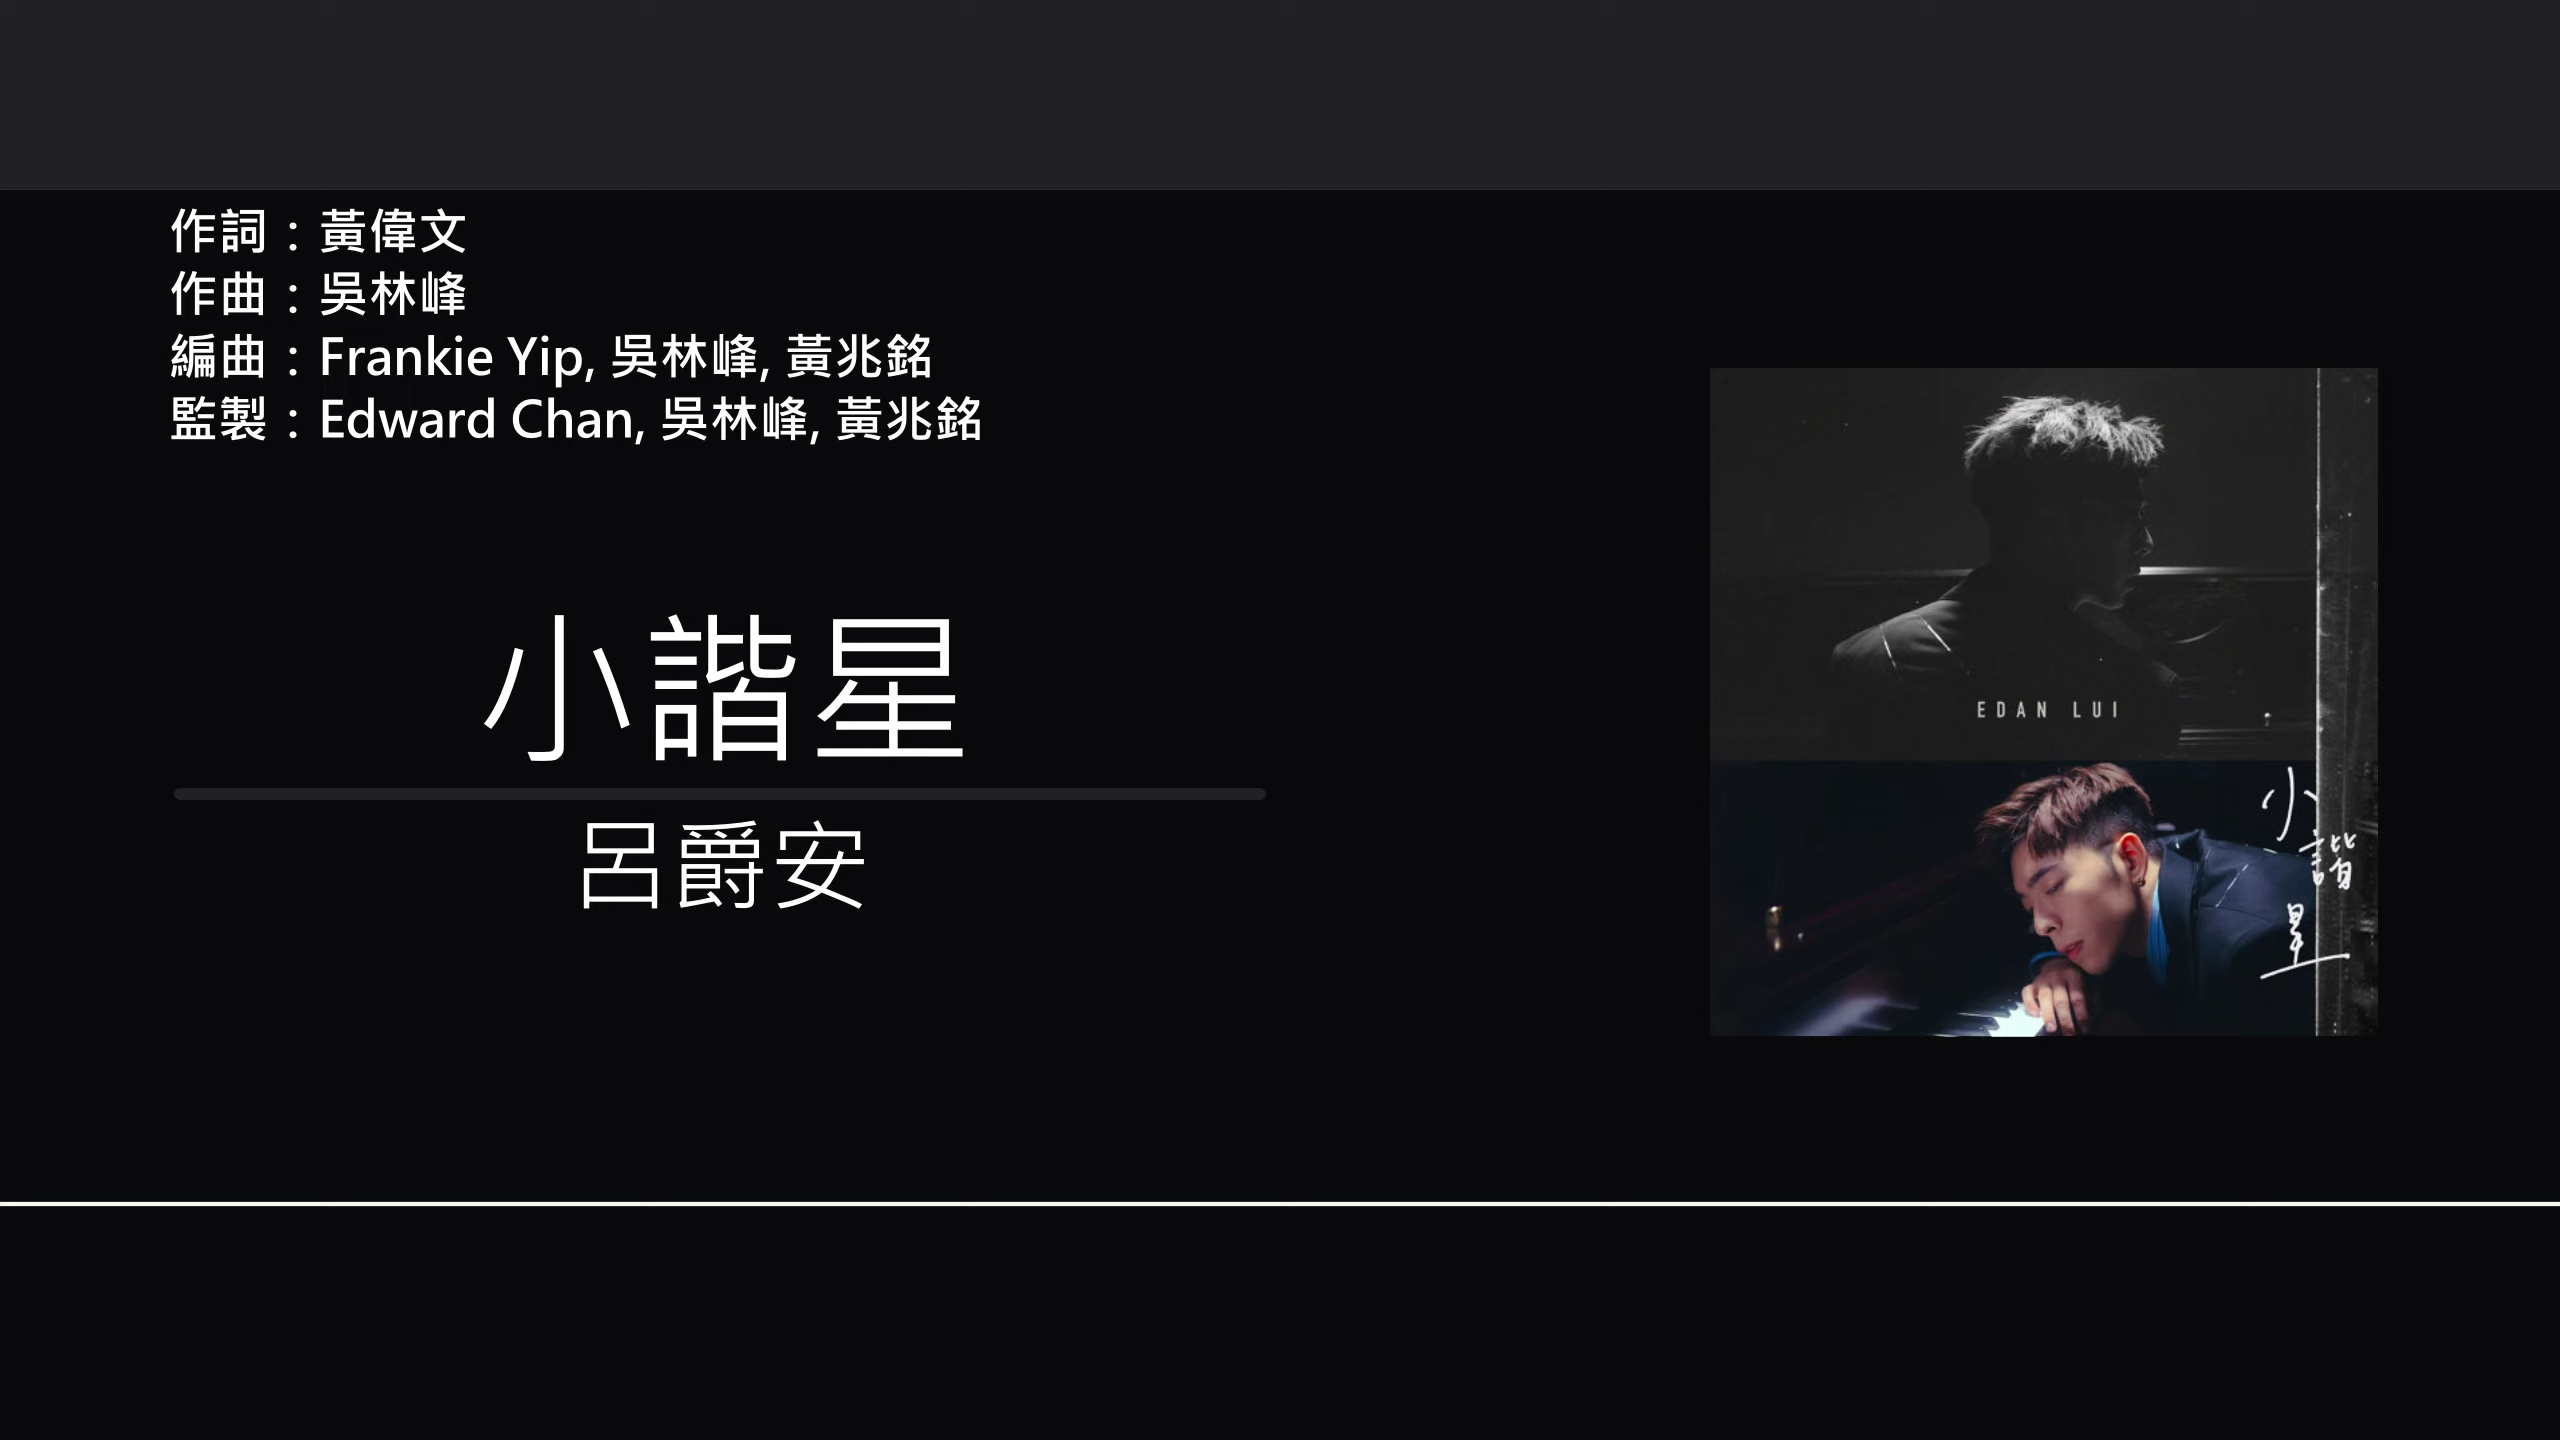 作詞：黃偉文
作曲：吳林峰
編曲：Frankie Yip, 吳林峰, 黃兆銘
監製：Edward Chan, 吳林峰, 黃兆銘
小諧星
呂爵安
EDAN LUI
小
諧
星